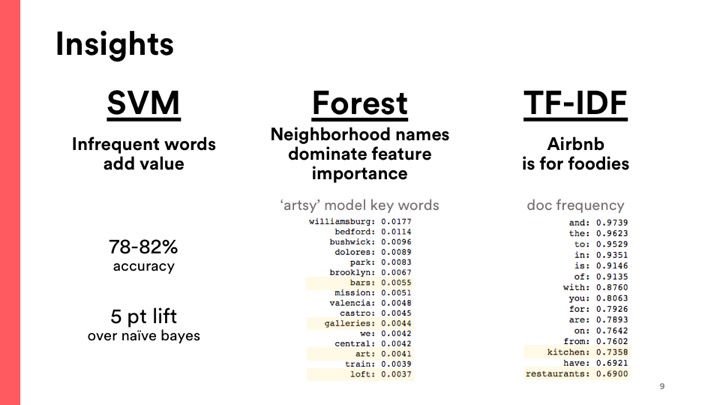 Insights
SVM
Infrequent words
add value
78-82%
accuracy
5 pt lift
over naïve bayes
Forest
Neighborhood names
dominate feature
importance
‘artsy’ model key words
williamsburg: 0.0177
bedford: 0.0114
bushwick: 0.0096
dolores: 0.0089
park: 0.0083
brooklyn: 0.0067
bars: 0.0055
mission: 0.0051
valencia: 0.0048
castro: 0.0045
galleries: 0.0044
we: 0.0042
central: 0.0042
art: 0.0041
train: 0.0039
loft: 0.0037
TF-IDF
Airbnb
is for foodies
doc frequency
and: 0.9739
the: 0.9623
to: 0.9529
in: 0.9351
is: 0.9146
of: 0.9135
with: 0.8760
you: 0.8063
for: 0.7926
are: 0.7893
on: 0.7642
from: 0.7602
kitchen: 0.7358
have: 0.6921
restaurants: 0.6900
9